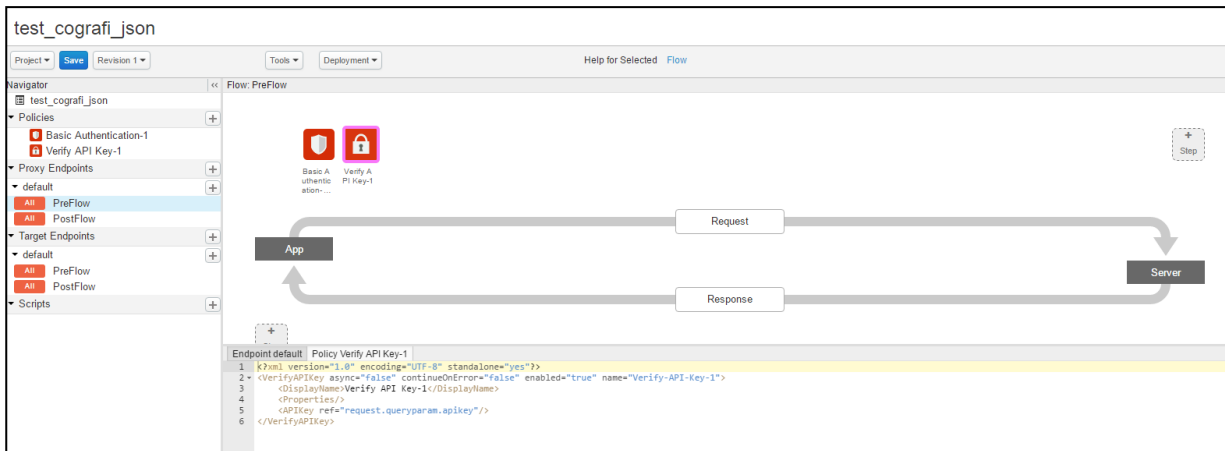 test_cografi_json
Project Save Revision 1 Tools Deployment Help for Selected Flow
Navigator
test_cografi_json
Policies
Basic Authentication-1
Verify API Key-1
Proxy Endpoints
default
All PreFlow
All PostFlow
Target Endpoints
default
All PreFlow
All PostFlow
Scripts
Flow: PreFlow
Basic A
uthentic
ation-...
Verify A
PI Key-1
+
Step
Request
App
Server
Response
+
Endpoint default Policy Verify API Key-1
1 <?xml version="1.0" encoding="UTF-8" standalone="yes"?>
2 <VerifyAPIKey async="false" continueOnError="false" enabled="true" name="Verify-API-Key-1">
3 <DisplayName>Verify API Key-1</DisplayName>
4 <Properties/>
5 <APIKey ref="request.queryparam.apikey"/>
6 </VerifyAPIKey>